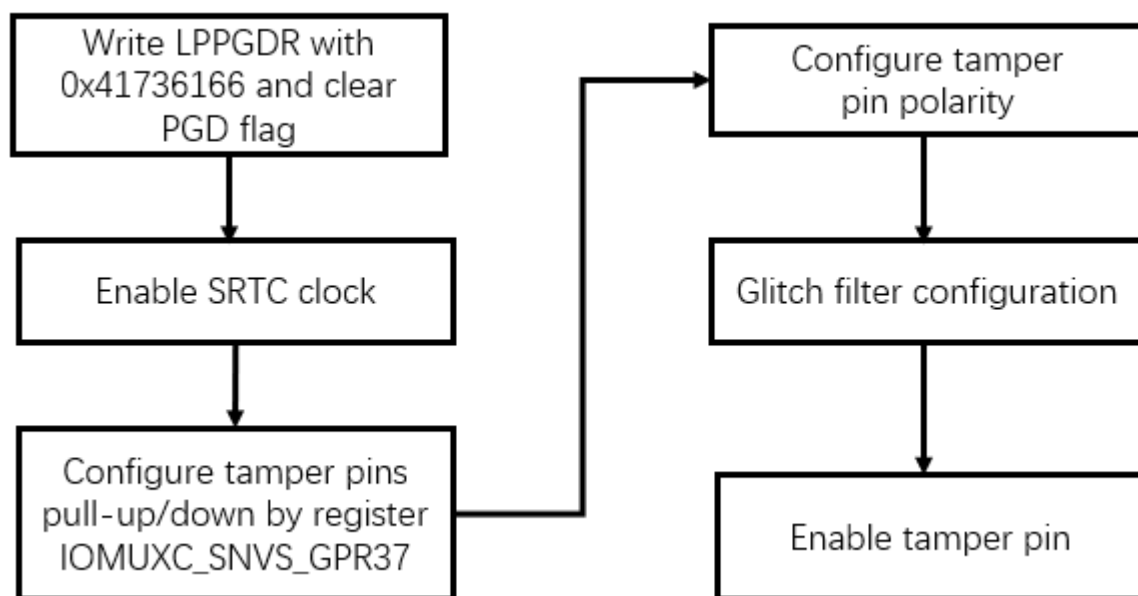 Write LPPGDR with
0x41736166 and clear
PGD flag
Enable SRTC clock
Configure tamper pins
pull-up/down by register
IOMUXC_SNVS_GPR37
Configure tamper
pin polarity
Glitch filter configuration
Enable tamper pin